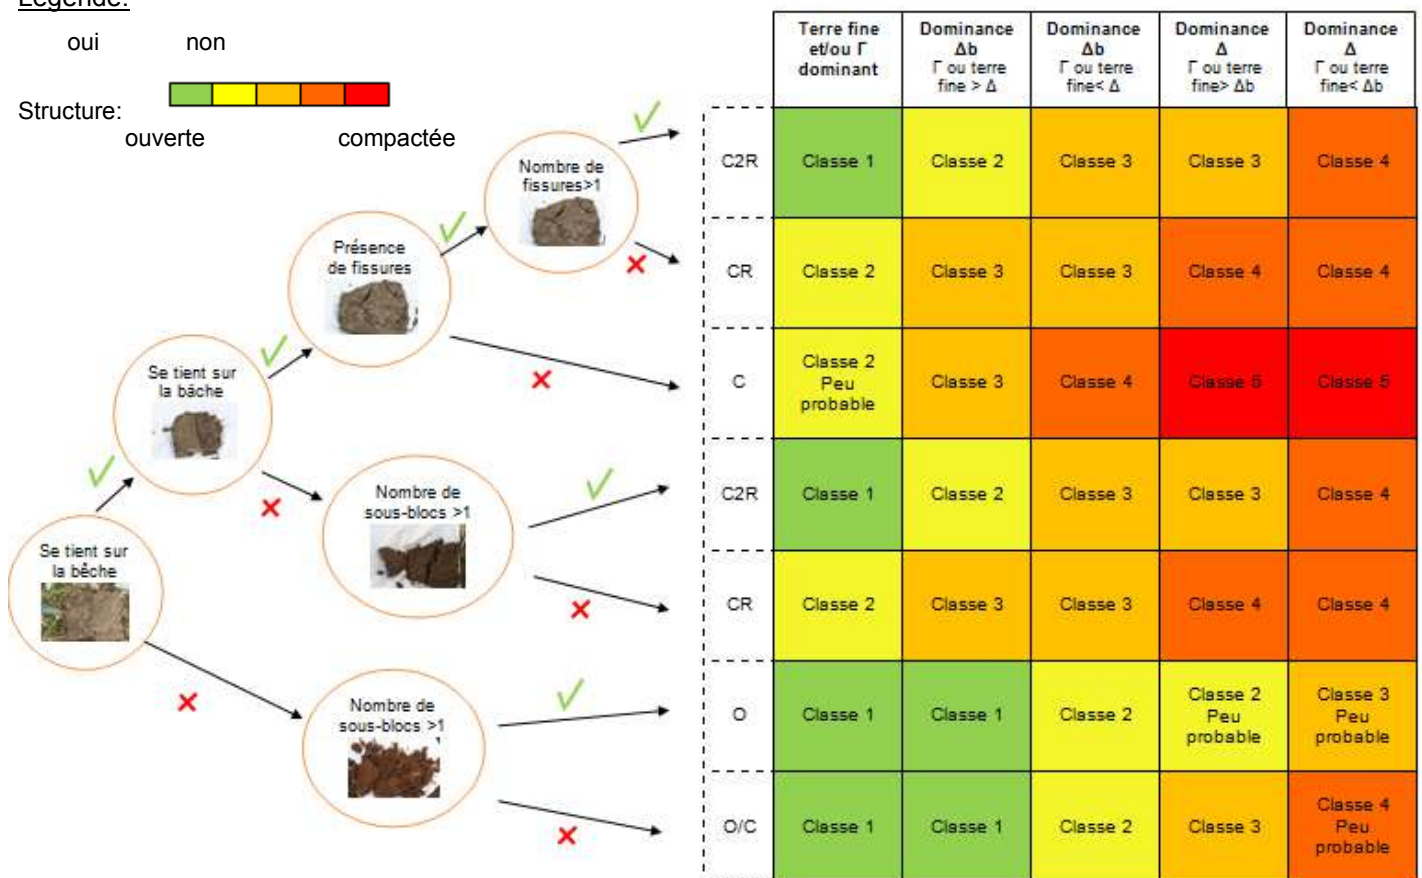 Légende:
oui non
Structure:
ouverte compactée
Se tient sur
la bêche
Se tient sur
la bâche
Présence
de fissures
Nombre de
fissures>1
Nombre de
sous-blocs >1
Nombre de
sous-blocs >1
Terre fine
et/ou Γ
dominant
Dominance
Δb
Γ ou terre
fine > Δ
Dominance
Δb
Γ ou terre
fine< Δ
Dominance
Δ
Γ ou terre
fine> Δb
Dominance
Δ
Γ ou terre
fine< Δb
C2R Classe 1 Classe 2 Classe 3 Classe 3 Classe 4
CR Classe 2 Classe 3 Classe 3 Classe 4 Classe 4
C Classe 2
Peu
probable
Classe 3 Classe 4 Classe 5 Classe 5
C2R Classe 1 Classe 2 Classe 3 Classe 3 Classe 4
CR Classe 2 Classe 3 Classe 3 Classe 4 Classe 4
O Classe 1 Classe 1 Classe 2 Classe 2
Peu
probable
Classe 3
Peu
probable
O/C Classe 1 Classe 1 Classe 2 Classe 3 Classe 4
Peu
probable